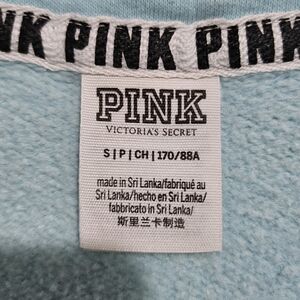 NK PINK PINK
PINK
VICTORIA'S SECRET
S | P | CH | 170/88A
made in Sri Lanka/fabriqué au
Sri Lanka/hecho en Sri Lanka/
fabbricato in Sri Lanka/
斯里兰卡制造